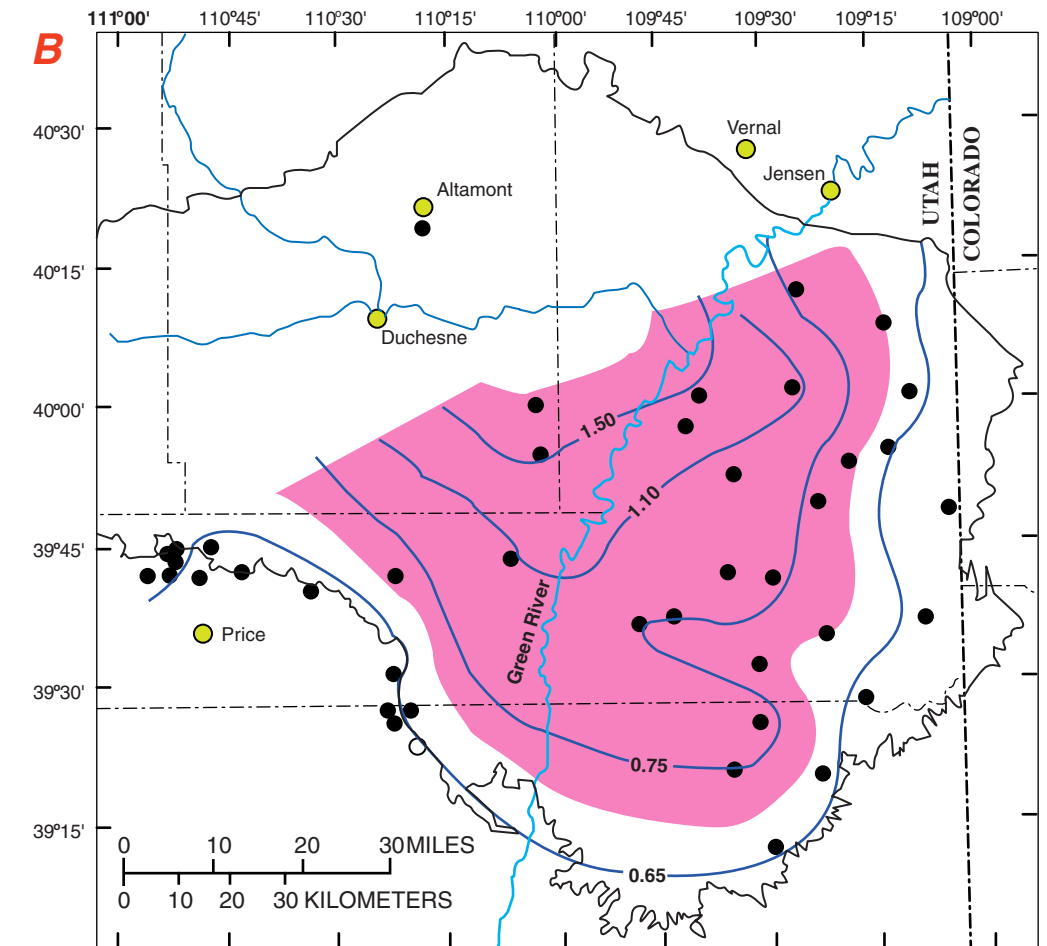 B
111°00' 110°45' 110°30' 110°15' 110°00' 109°45' 109°30' 109°15' 109°00'
40°30'
Vernal
Jensen
UTAH
COLORADO
Altamont
40°15'
Duchesne
40°00'
1.50
1.10
39°45'
Green River
Price
39°30'
0.75
39°15'
0 10 20 30 MILES
0.65
0 10 20 30 KILOMETERS